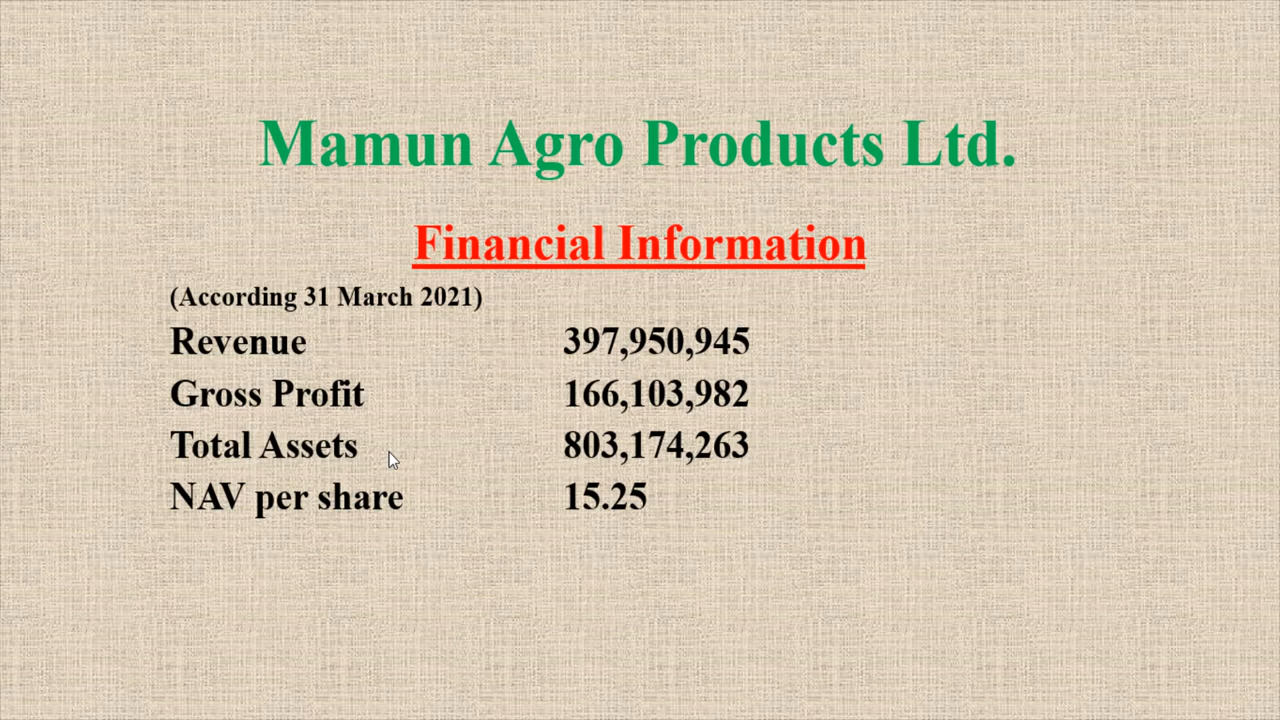 Mamun Agro Products Ltd.
Financial Information
(According 31 March 2021)
Revenue 397,950,945
Gross Profit 166,103,982
Total Assets 803,174,263
NAV per share 15.25